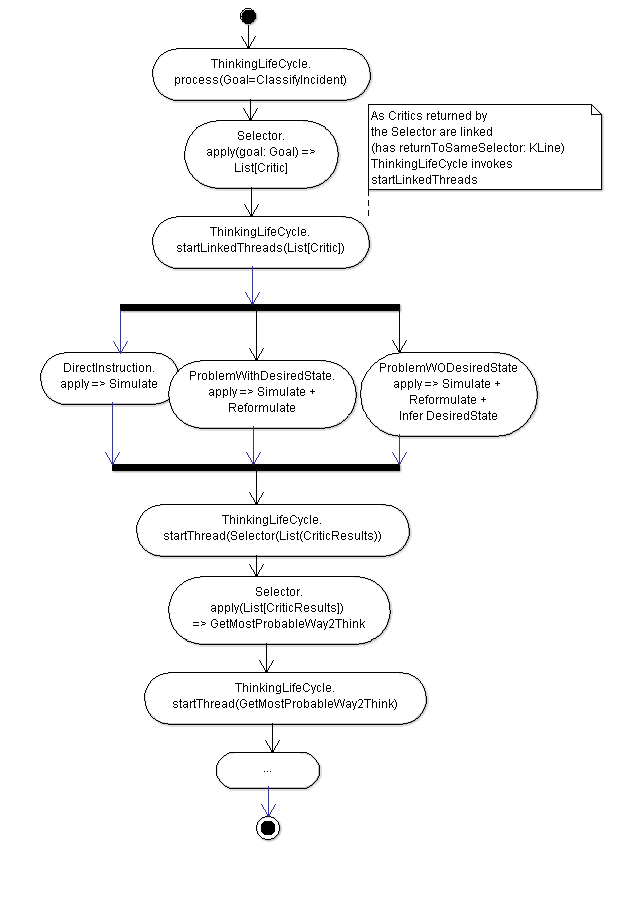 ThinkingLifeCycle.
process(Goal=ClassifyIncident)
Selector.
apply(goal: Goal) =>
List[Critic]
As Critics returned by
the Selector are linked
(has returnToSameSelector: KLine)
ThinkingLifeCycle invokes
startLinkedThreads
ThinkingLifeCycle.
startLinkedThreads(List[Critic])
DirectInstruction.
apply => Simulate
ProblemWithDesiredState.
apply => Simulate +
Reformulate
ProblemWODesiredState
apply => Simulate +
Reformulate +
Infer DesiredState
ThinkingLifeCycle.
startThread(Selector(List(CriticResults))
Selector.
apply(List[CriticResults])
=> GetMostProbableWay2Think
ThinkingLifeCycle.
startThread(GetMostProbableWay2Think)
...